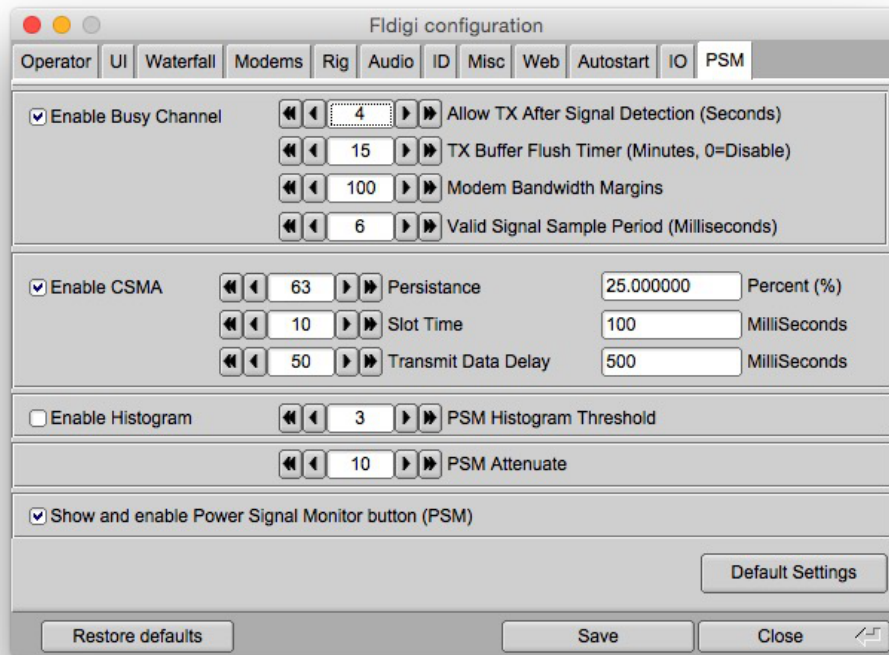 Fldigi configuration
Operator UI Waterfall Modems Rig Audio ID Misc Web Autostart IO PSM
Enable Busy Channel 4 Allow TX After Signal Detection (Seconds)
15 TX Buffer Flush Timer (Minutes, 0=Disable)
100 Modem Bandwidth Margins
6 Valid Signal Sample Period (Milliseconds)
Enable CSMA 63 Persistance 25.000000 Percent (%)
10 Slot Time 100 MilliSeconds
50 Transmit Data Delay 500 MilliSeconds
Enable Histogram 3 PSM Histogram Threshold
10 PSM Attenuate
Show and enable Power Signal Monitor button (PSM)
Default Settings
Restore defaults Save Close